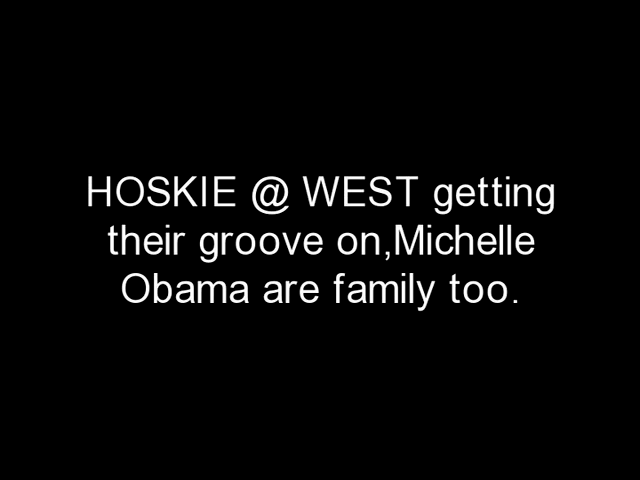 HOSKIE @ WEST getting
their groove on,Michelle
Obama are family too.